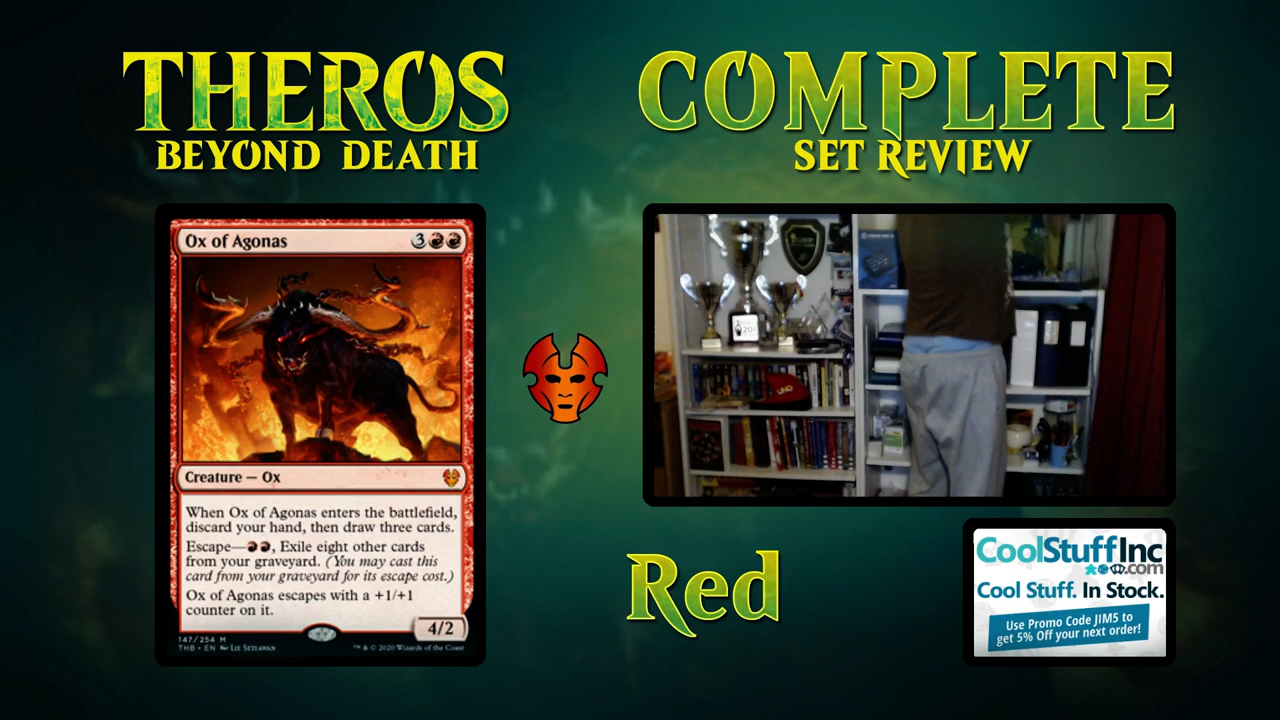 THEROS
BEYOND DEATH
COMPLETE
SET REVIEW
Ox of Agonas
3
Creature — Ox
When Ox of Agonas enters the battlefield,
discard your hand, then draw three cards.
Escape—, Exile eight other cards
from your graveyard. (You may cast this
card from your graveyard for its escape cost.)
Ox of Agonas escapes with a +1/+1
counter on it.
4/2
147/254 M
THB • EN Lie Setiawan
™ & © 2020 Wizards of the Coast
UNO
Red
CoolStuffInc
.com
Cool Stuff. In Stock.
Use Promo Code JIM5 to
get 5% Off your next order!